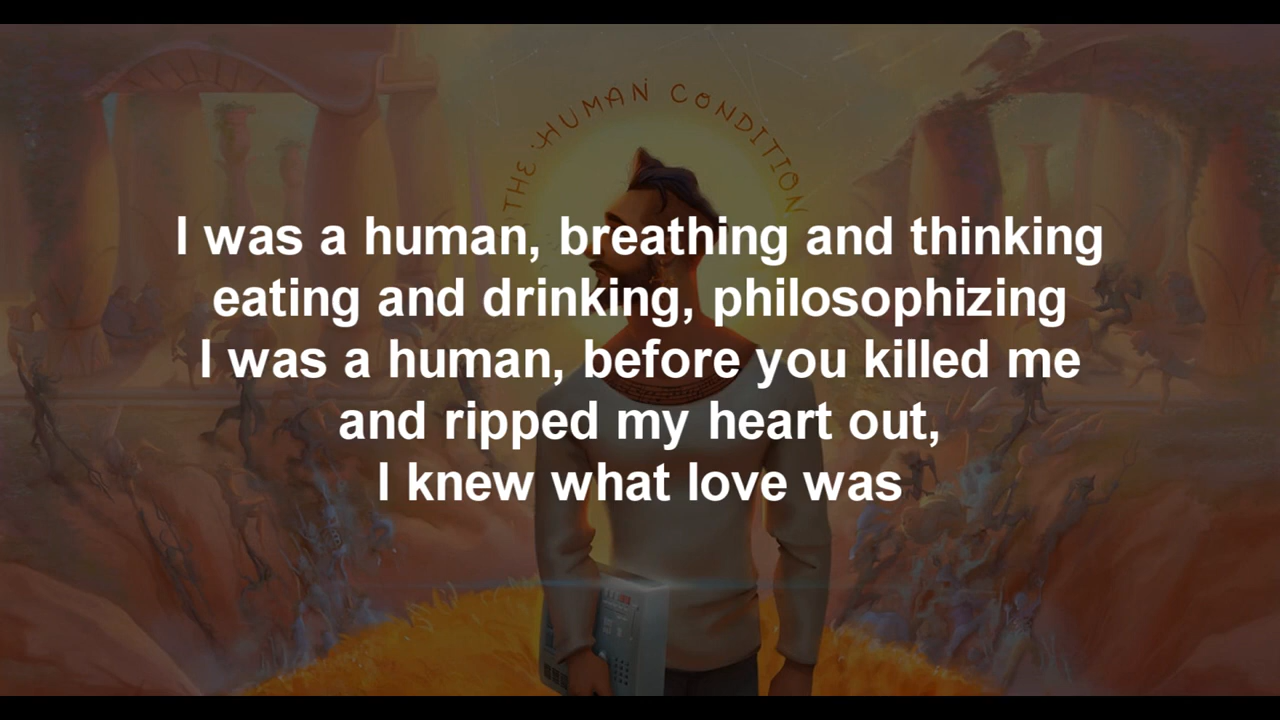 THE HUMAN CONDITION
I was a human, breathing and thinking
eating and drinking, philosophizing
I was a human, before you killed me
and ripped my heart out,
I knew what love was